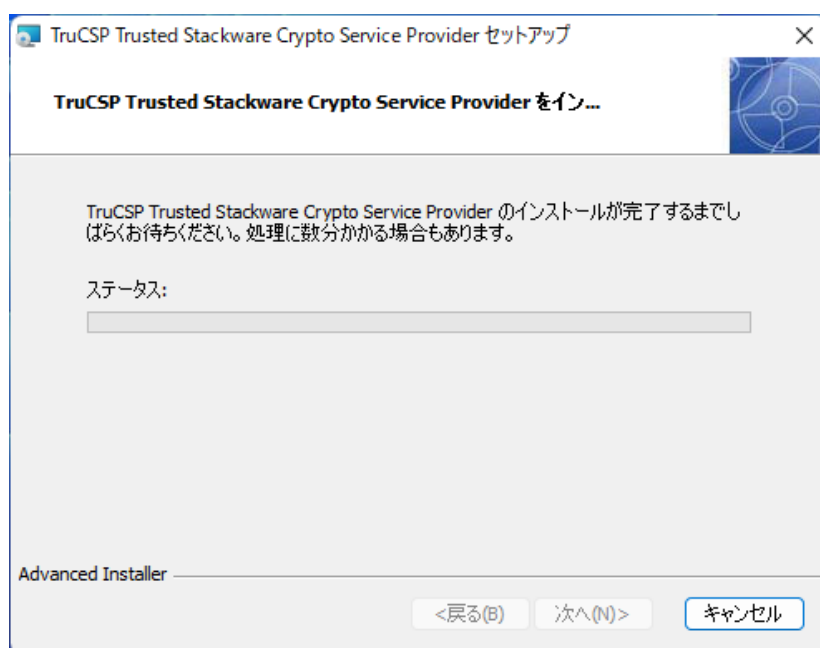 TruCSP Trusted Stackware Crypto Service Provider セットアップ
TruCSP Trusted Stackware Crypto Service Provider をイン...
TruCSP Trusted Stackware Crypto Service Provider のインストールが完了するまでし
ばらくお待ちください。処理に数分かかる場合もあります。
ステータス:
Advanced Installer
<戻る(B)
次へ(N)>
キャンセル